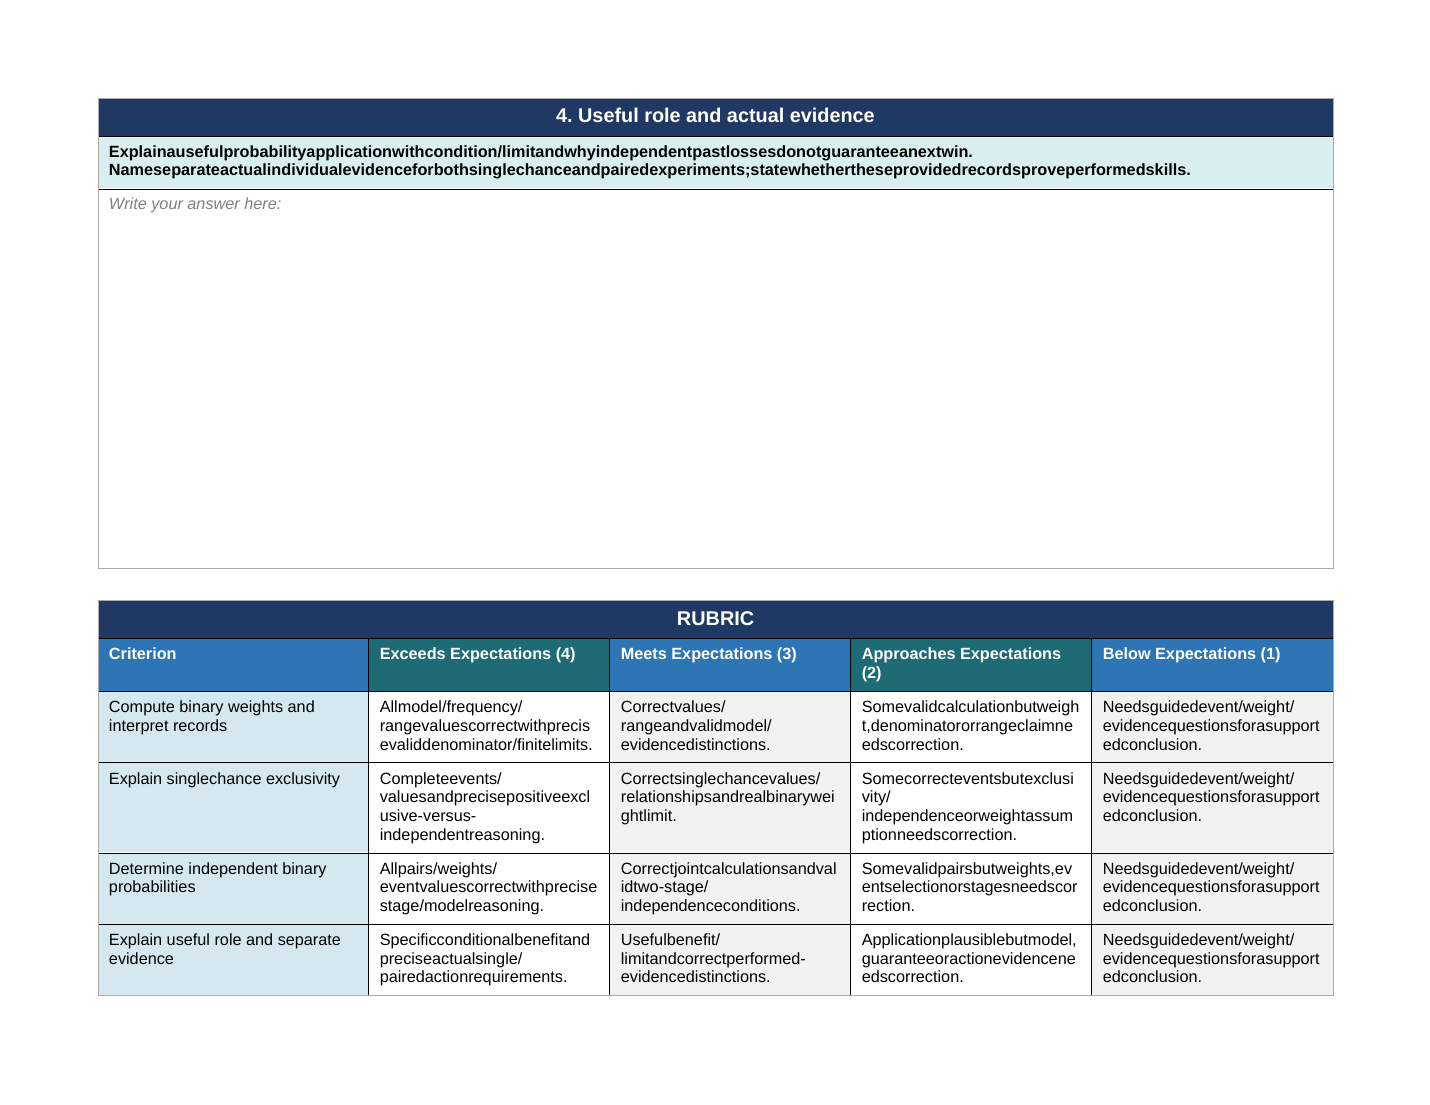 4. Useful role and actual evidence
Explainausefulprobabilityapplicationwithcondition/limitandwhyindependentpastlossesdonotguaranteeanextwin.
Nameseparateactualindividualevidenceforbothsinglechanceandpairedexperiments;statewhethertheseprovidedrecordsproveperformedskills.
Write your answer here:
RUBRIC
Criterion
Exceeds Expectations (4)
Meets Expectations (3)
Approaches Expectations
(2)
Below Expectations (1)
Compute binary weights and
interpret records
Allmodel/frequency/
rangevaluescorrectwithprecis
evaliddenominator/finitelimits.
Correctvalues/
rangeandvalidmodel/
evidencedistinctions.
Somevalidcalculationbutweigh
t,denominatororrangeclaimne
edscorrection.
Needsguidedevent/weight/
evidencequestionsforasupport
edconclusion.
Explain singlechance exclusivity
Completeevents/
valuesandprecisepositiveexcl
usive-versus-
independentreasoning.
Correctsinglechancevalues/
relationshipsandrealbinarywei
ghtlimit.
Somecorrecteventsbutexclusi
vity/
independenceorweightassum
ptionneedscorrection.
Needsguidedevent/weight/
evidencequestionsforasupport
edconclusion.
Determine independent binary
probabilities
Allpairs/weights/
eventvaluescorrectwithprecise
stage/modelreasoning.
Correctjointcalculationsandval
idtwo-stage/
independenceconditions.
Somevalidpairsbutweights,ev
entselectionorstagesneedscor
rection.
Needsguidedevent/weight/
evidencequestionsforasupport
edconclusion.
Explain useful role and separate
evidence
Specificconditionalbenefitand
preciseactualsingle/
pairedactionrequirements.
Usefulbenefit/
limitandcorrectperformed-
evidencedistinctions.
Applicationplausiblebutmodel,
guaranteeoractionevidencene
edscorrection.
Needsguidedevent/weight/
evidencequestionsforasupport
edconclusion.